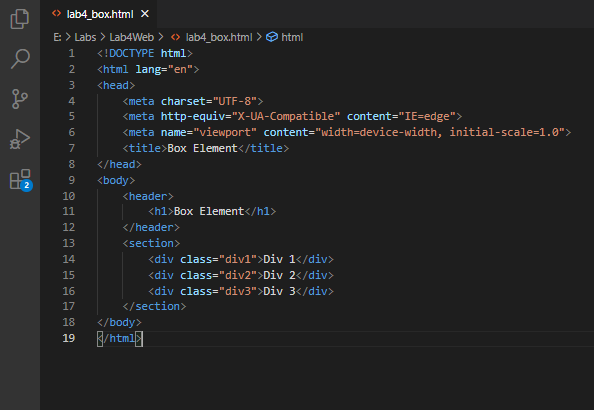 lab4_box.html
E: > Labs > Lab4Web > lab4_box.html > html
1 <!DOCTYPE html>
2 <html lang="en">
3 <head>
4 <meta charset="UTF-8">
5 <meta http-equiv="X-UA-Compatible" content="IE=edge">
6 <meta name="viewport" content="width=device-width, initial-scale=1.0">
7 <title>Box Element</title>
8 </head>
9 <body>
10 <header>
11 <h1>Box Element</h1>
12 </header>
13 <section>
14 <div class="div1">Div 1</div>
15 <div class="div2">Div 2</div>
16 <div class="div3">Div 3</div>
17 </section>
18 </body>
19 </html>
2